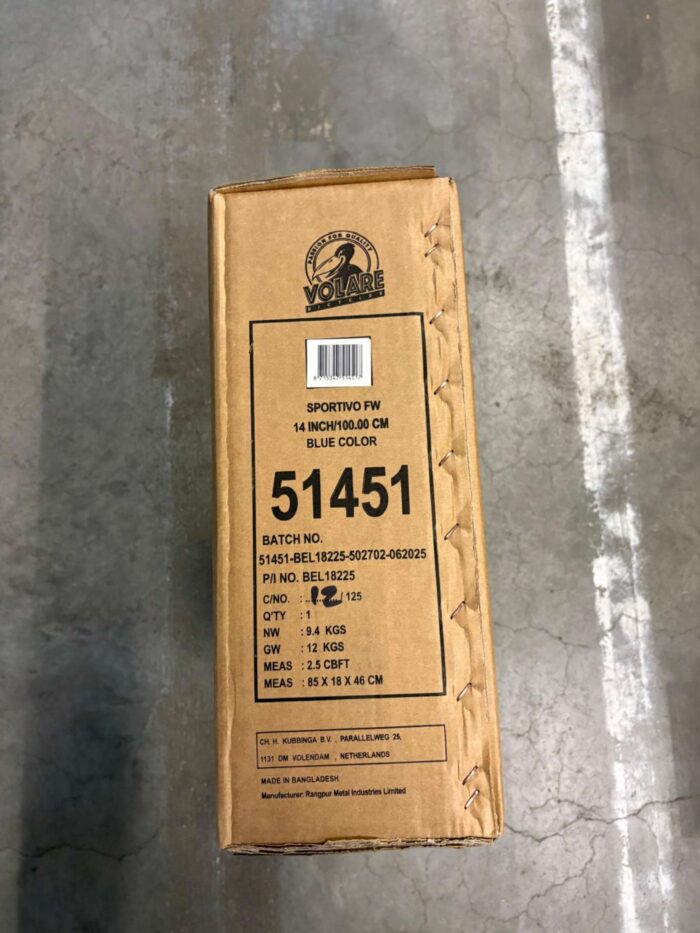 PASSION FOR QUALITY
VOLARE
BICYCLES
SPORTIVO FW
14 INCH/100.00 CM
BLUE COLOR
51451
BATCH NO.
51451-BEL18225-502702-062025
P/I NO. BEL18225
C/NO. : ..12../ 125
Q'TY : 1
NW : 9.4 KGS
GW : 12 KGS
MEAS : 2.5 CBFT
MEAS : 85 X 18 X 46 CM
CH. H. KUBBINGA B.V. , PARALLELWEG 25,
1131 DM VOLENDAM , NETHERLANDS
MADE IN BANGLADESH
Manufacturer: Rangpur Metal Industries Limited